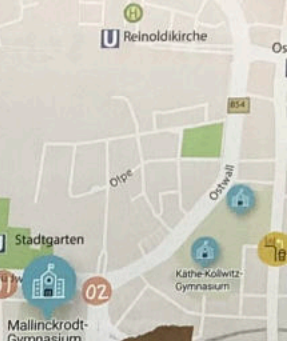 H
U Reinoldikirche
Os
B54
Olpe
Ostwall
Stadtgarten
Käthe-Kollwitz-
Gymnasium
02
Mallinckrodt-
Gymnasium